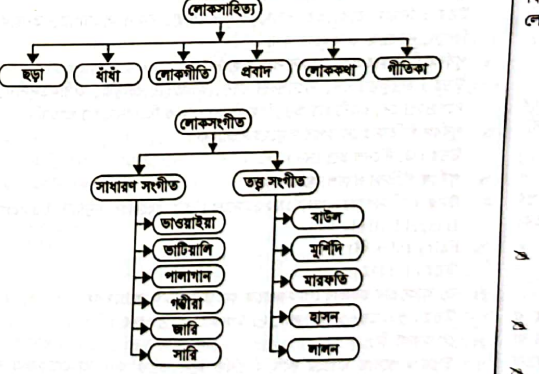 লোকসাহিত্য
ছড়া ধাঁধা লোকগীতি প্রবাদ লোককথা গীতিকা
লোকসংগীত
সাধারণ সংগীত তত্ত্ব সংগীত
ভাওয়াইয়া বাউল
ভাটিয়ালি মুর্শিদি
পালাগান মারফতি
গম্ভীরা হাসন
জারি লালন
সারি